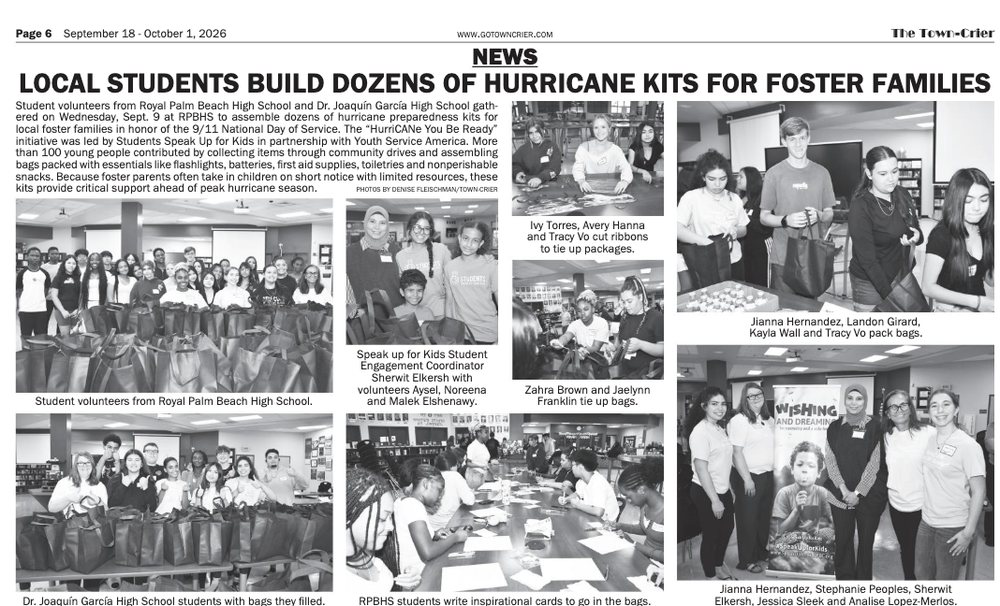 Page 6 September 18 - October 1, 2026
WWW.GOTOWNCRIER.COM
The Town-Crier
NEWS
LOCAL STUDENTS BUILD DOZENS OF HURRICANE KITS FOR FOSTER FAMILIES
Student volunteers from Royal Palm Beach High School and Dr. Joaquín García High School gath-
ered on Wednesday, Sept. 9 at RPBHS to assemble dozens of hurricane preparedness kits for
local foster families in honor of the 9/11 National Day of Service. The “HurriCANe You Be Ready”
initiative was led by Students Speak Up for Kids in partnership with Youth Service America. More
than 100 young people contributed by collecting items through community drives and assembling
bags packed with essentials like flashlights, batteries, first aid supplies, toiletries and nonperishable
snacks. Because foster parents often take in children on short notice with limited resources, these
kits provide critical support ahead of peak hurricane season.
PHOTOS BY DENISE FLEISCHMAN/TOWN-CRIER
Ivy Torres, Avery Hanna
and Tracy Vo cut ribbons
to tie up packages.
Jianna Hernandez, Landon Girard,
Kayla Wall and Tracy Vo pack bags.
Student volunteers from Royal Palm Beach High School.
Speak up for Kids Student
Engagement Coordinator
Sherwit Elkersh with
volunteers Aysel, Noreena
and Malek Elshenawy.
Zahra Brown and Jaelynn
Franklin tie up bags.
WISHING
AND DREAMING
#SpeakUpforKids
Dr. Joaquín García High School students with bags they filled.
RPBHS students write inspirational cards to go in the bags.
Jianna Hernandez, Stephanie Peoples, Sherwit
Elkersh, Jessica Sleek and Analise Lopez-Merlos.